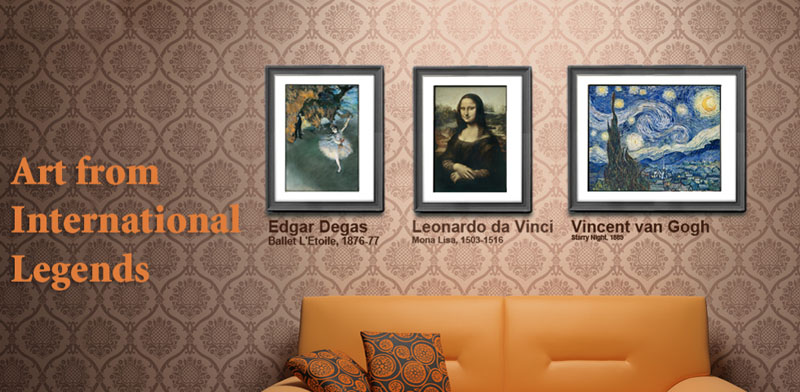 Art from
International
Legends
Edgar Degas
Ballet L'Etoile, 1876-77
Leonardo da Vinci
Mona Lisa, 1503-1516
Vincent van Gogh
Starry Night, 1889